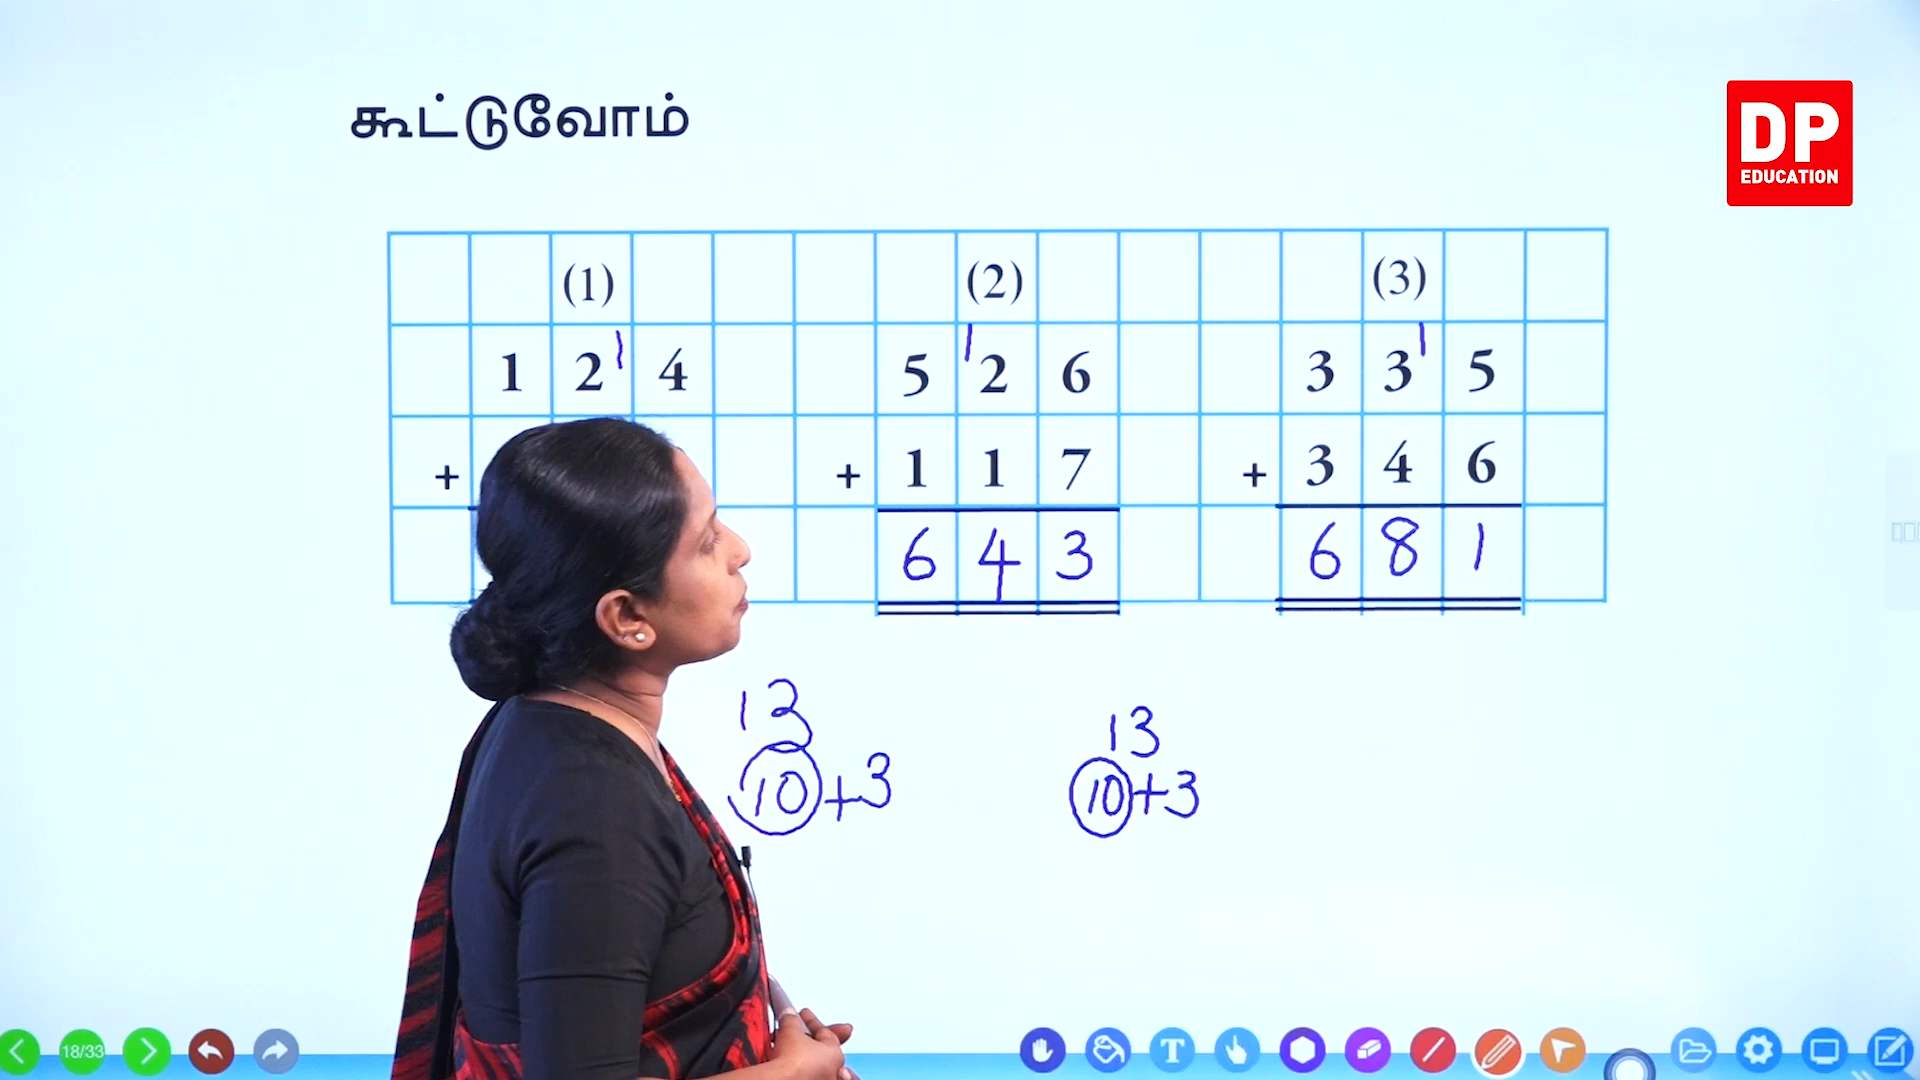 கூட்டுவோம்
DP
EDUCATION
(1) (2) (3)
1 2 4 5 2 6 3 3 5
1 1 1
+ + 1 1 7 + 3 4 6
6 4 3 6 8 1
13 13
10+3 10+3
18/33
T